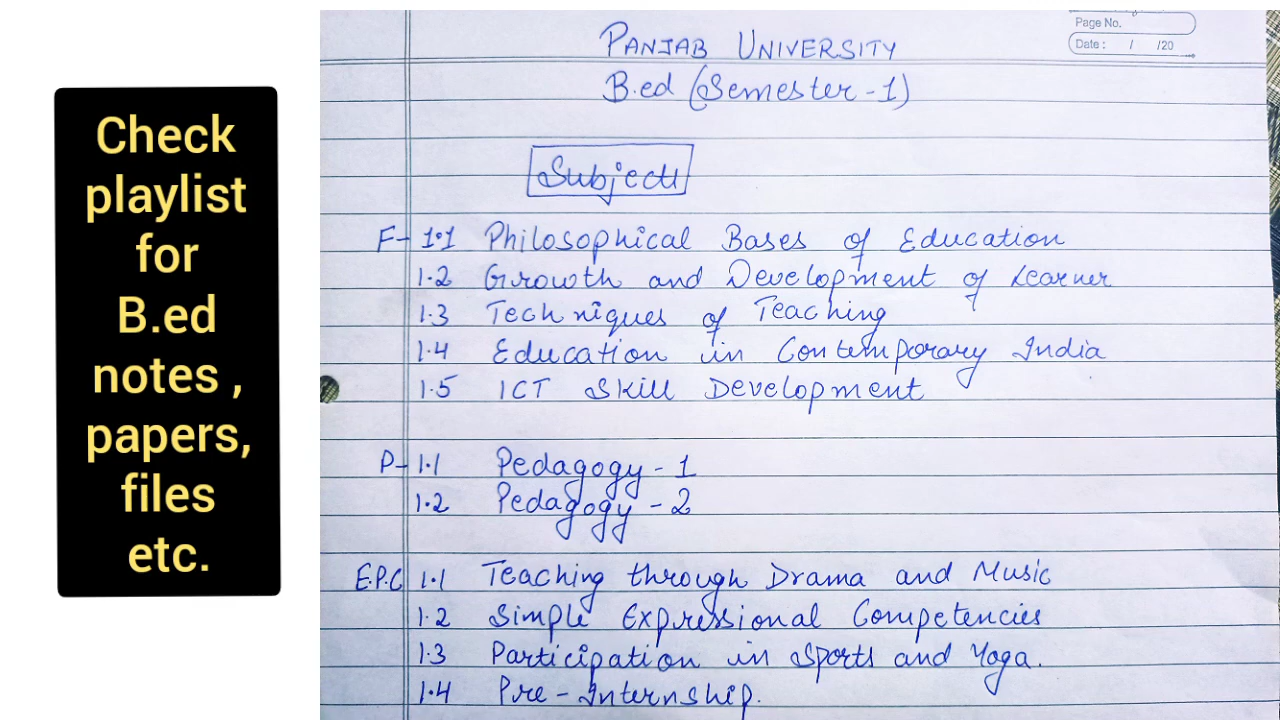 Check
playlist
for
B.ed
notes ,
papers,
files
etc.
Page No.
Date : / /20
PANJAB UNIVERSITY
B.ed (Semester - 1)
Subjects
F- 1.1 Philosophical Bases of Education
1.2 Growth and Development of Learner
1.3 Techniques of Teaching
1.4 Education in Contemporary India
1.5 ICT Skill Development
P- 1.1 Pedagogy - 1
1.2 Pedagogy - 2
E.P.C 1.1 Teaching through Drama and Music
1.2 Simple Expressional Competencies
1.3 Participation in Sports and Yoga.
1.4 Pre - Internship.